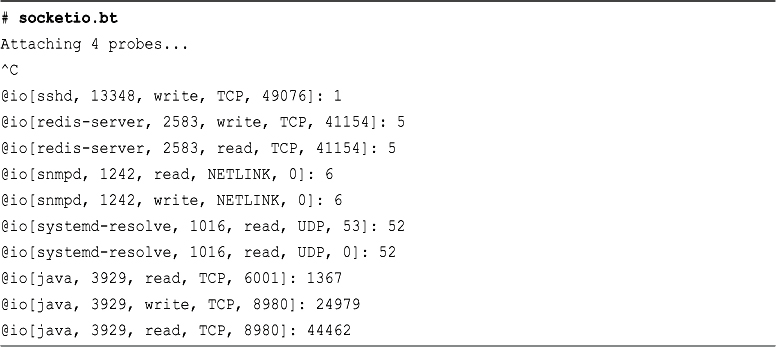 # socketio.bt
Attaching 4 probes...
^C
@io[sshd, 13348, write, TCP, 49076]: 1
@io[redis-server, 2583, write, TCP, 41154]: 5
@io[redis-server, 2583, read, TCP, 41154]: 5
@io[snmpd, 1242, read, NETLINK, 0]: 6
@io[snmpd, 1242, write, NETLINK, 0]: 6
@io[systemd-resolve, 1016, read, UDP, 53]: 52
@io[systemd-resolve, 1016, read, UDP, 0]: 52
@io[java, 3929, read, TCP, 6001]: 1367
@io[java, 3929, write, TCP, 8980]: 24979
@io[java, 3929, read, TCP, 8980]: 44462